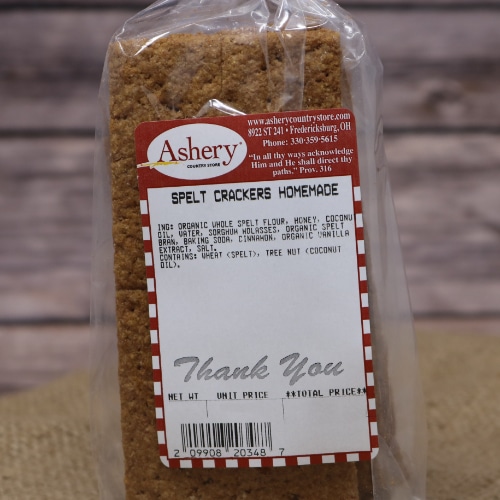 www.asherycountrystore.com
8922 ST 241 • Fredericksburg, OH
Phone: 330·359·5615
"In all thy ways acknowledge
Him and He shall direct thy
paths." Prov. 316
Ashery
COUNTRY STORE
SPELT CRACKERS HOMEMADE
ING: ORGANIC WHOLE SPELT FLOUR, HONEY, COCONU
OIL, WATER, SORGHUM MOLASSES, ORGANIC SPELT
BRAN, BAKING SODA, CINNAMON, ORGANIC VANILLA
EXTRACT, SALT.
CONTAINS: WHEAT (SPELT), TREE NUT (COCONUT
OIL).
Thank You
NET WT UNIT PRICE **TOTAL PRICE**
2 09908 20348 7